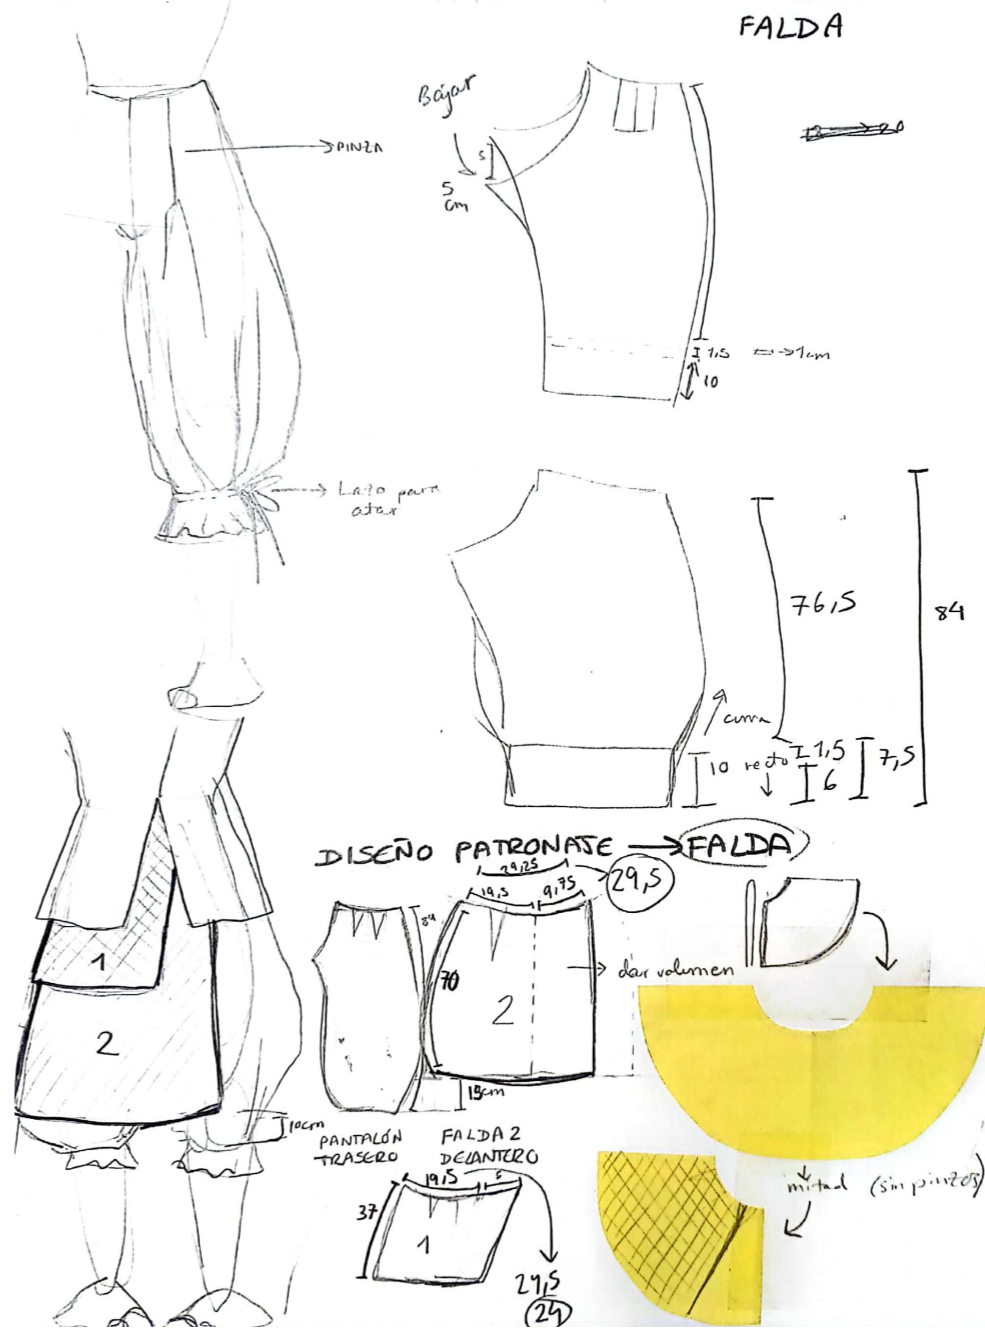 FALDA
Bajar
PINZA
5
5
cm
1,5 → 1cm
10
Lazo para
atar
76,5
84
curva
10 recto
1,5
6
7,5
DISEÑO PATRONAJE → FALDA
29,25
29,5
19,5
9,75
84
70
2
dar volumen
1
2
15cm
10cm
PANTALÓN
TRASERO
FALDA 2
DELANTERO
mitad (sin pinzas)
19,5
5
37
1
24,5
24